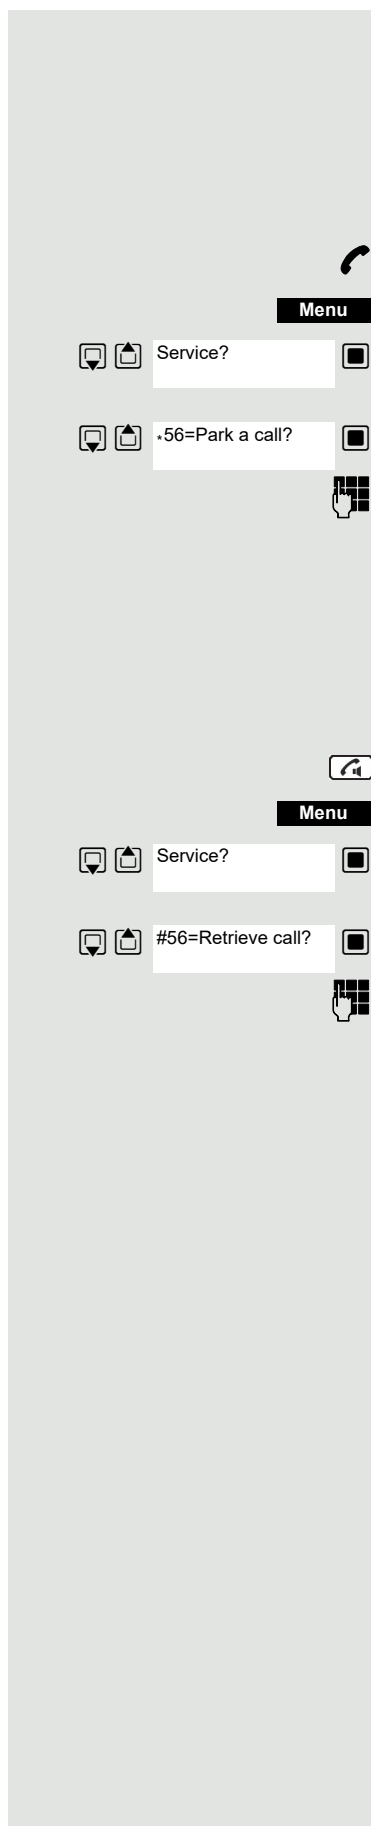 Menu
Service?
*56=Park a call?
Menu
Service?
#56=Retrieve call?